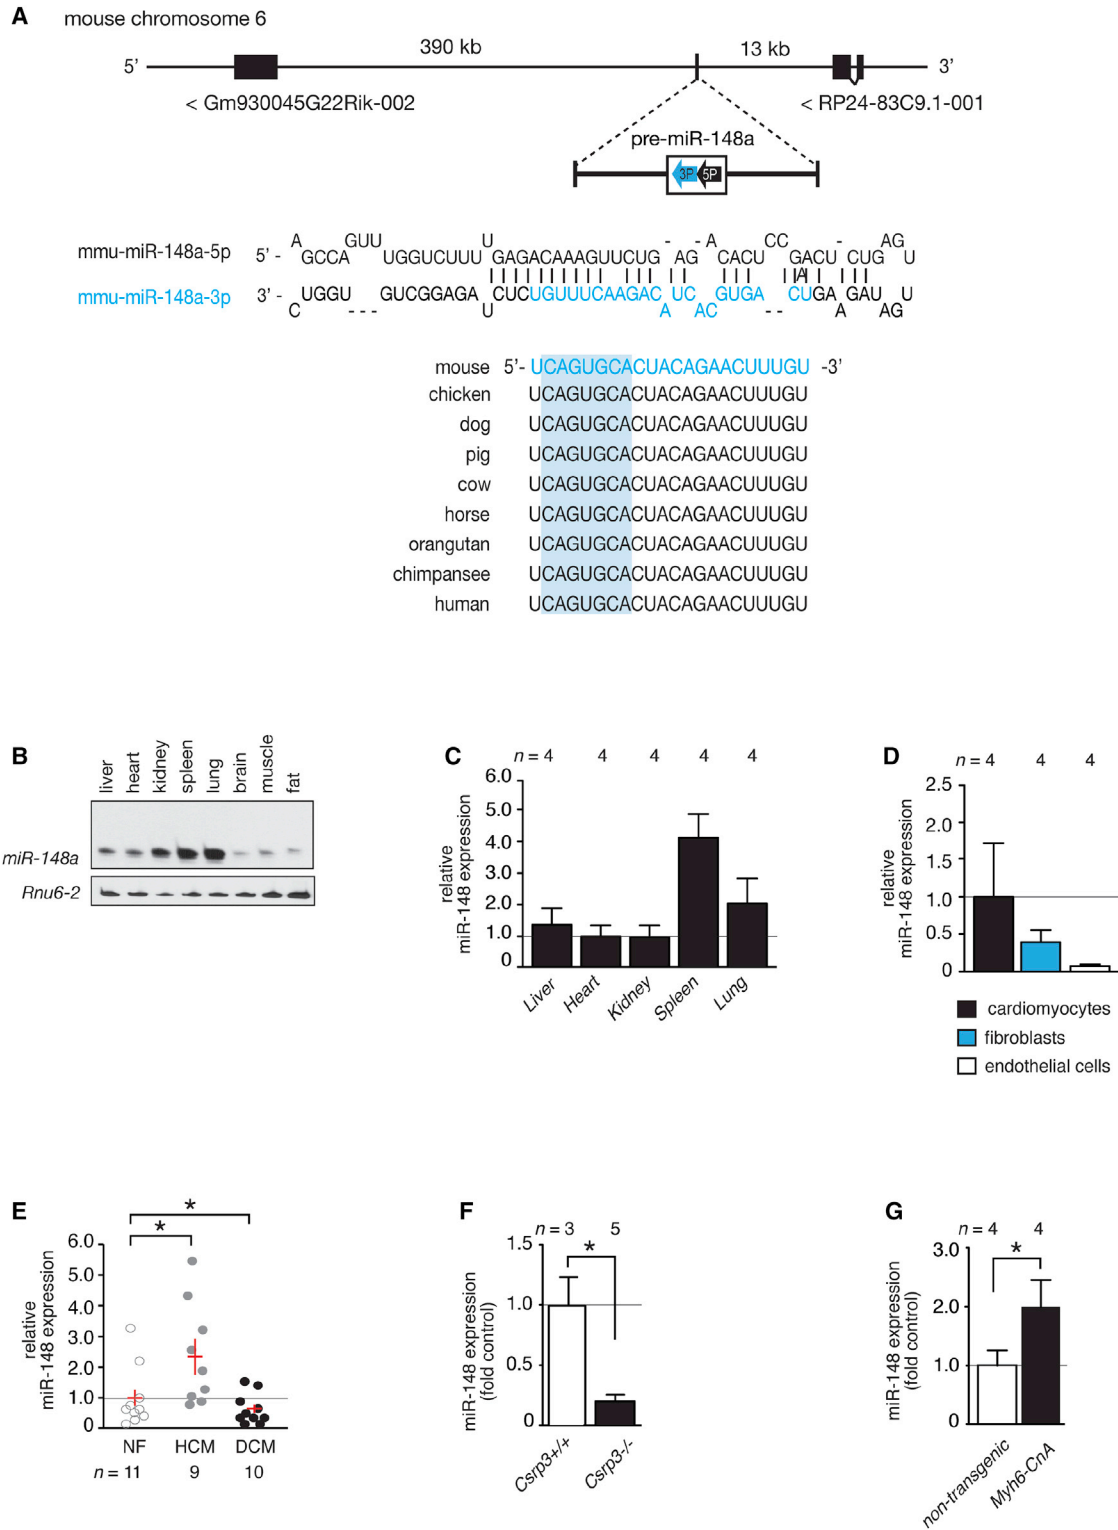 A mouse chromosome 6
5' 390 kb 13 kb 3'
< Gm930045G22Rik-002 < RP24-83C9.1-001
pre-miR-148a
3P 5P
A GUU U - - A CC - AG
mmu-miR-148a-5p 5' - GCCA UGGUCUUU GAGACAAAGUUCUG AG CACU GACU CUG U
A
mmu-miR-148a-3p 3' - UGGU GUCGGAGA CUCUGUUUCAAGAC UC GUGA CUGA GAU U
C - - - U A AC - - A AG
mouse 5'- UCAGUGCACUACAGAACUUUGU -3'
chicken UCAGUGCACUACAGAACUUUGU
dog UCAGUGCACUACAGAACUUUGU
pig UCAGUGCACUACAGAACUUUGU
cow UCAGUGCACUACAGAACUUUGU
horse UCAGUGCACUACAGAACUUUGU
orangutan UCAGUGCACUACAGAACUUUGU
chimpansee UCAGUGCACUACAGAACUUUGU
human UCAGUGCACUACAGAACUUUGU
B
liver heart kidney spleen lung brain muscle fat
miR-148a
Rnu6-2
C
n = 4 4 4 4 4
relative
miR-148 expression
6.0
5.0
4.0
3.0
2.0
1.0
0
Liver Heart Kidney Spleen Lung
D
n = 4 4 4
relative
miR-148 expression
2.5
2.0
1.5
1.0
0.5
0
cardiomyocytes
fibroblasts
endothelial cells
E
*
*
relative
miR-148 expression
6.0
5.0
4.0
3.0
2.0
1.0
0
NF HCM DCM
n = 11 9 10
F
n = 3 5
*
miR-148 expression
(fold control)
1.5
1.0
0.5
0
Csrp3+/+ Csrp3-/-
G
n = 4 4
*
miR-148 expression
(fold control)
3.0
2.0
1.0
0
non-transgenic Myh6-CnA